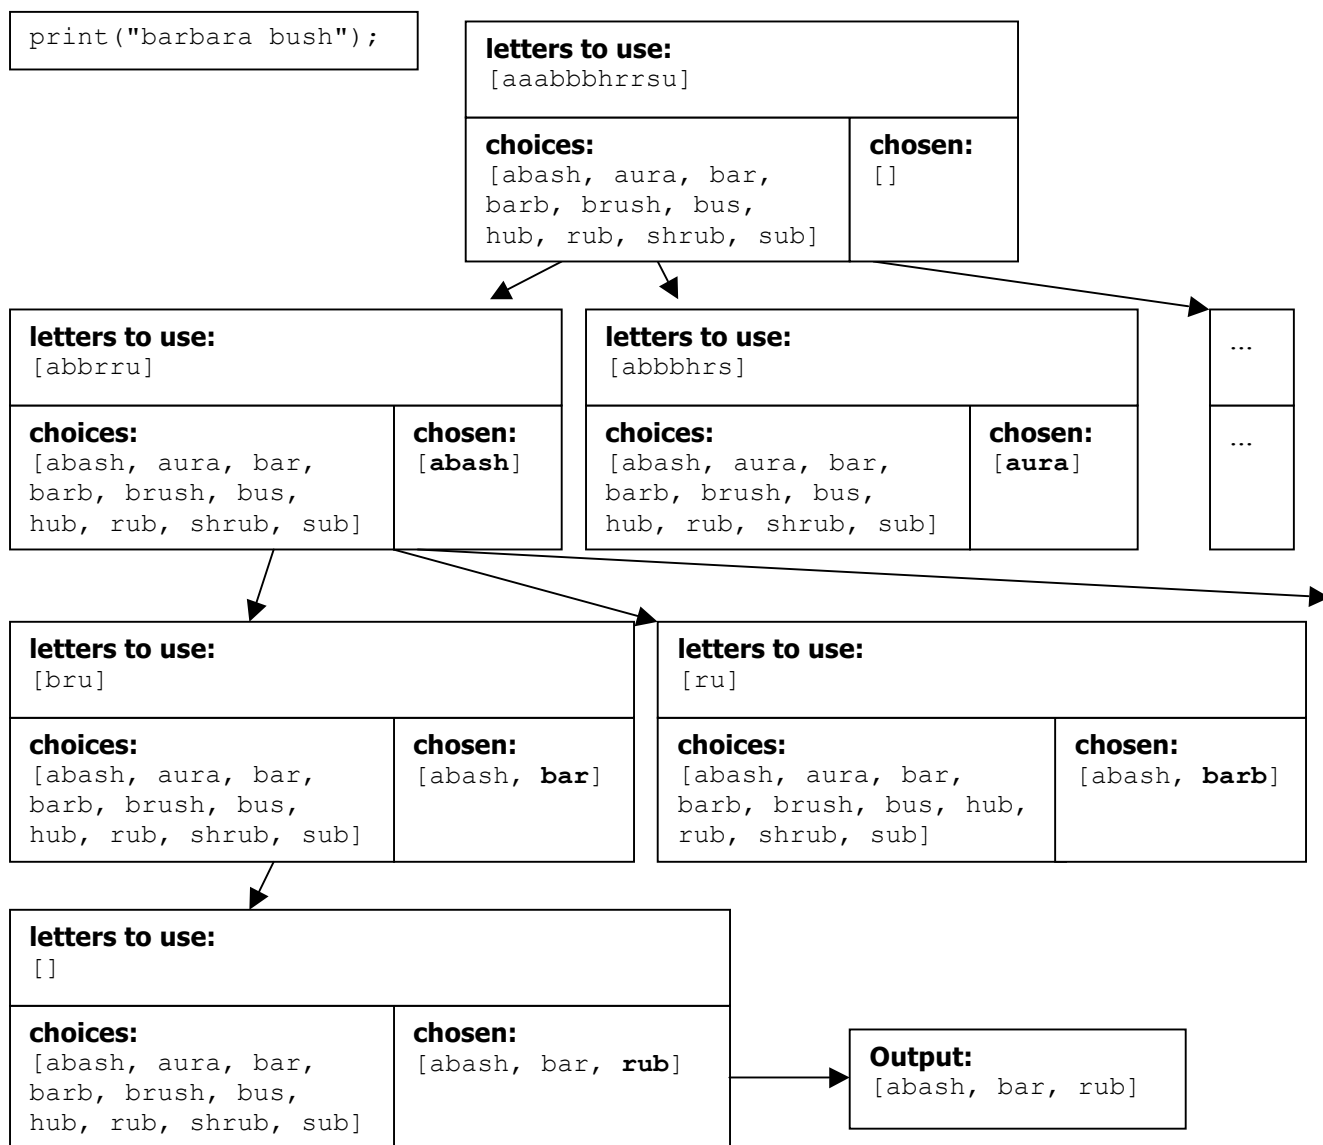 print("barbara bush");
letters to use:
[aaabbbhrrsu]
choices:
[abash, aura, bar,
barb, brush, bus,
hub, rub, shrub, sub]
chosen:
[]
letters to use:
[abbrru]
choices:
[abash, aura, bar,
barb, brush, bus,
hub, rub, shrub, sub]
chosen:
[abash]
letters to use:
[abbbhrs]
choices:
[abash, aura, bar,
barb, brush, bus,
hub, rub, shrub, sub]
chosen:
[aura]
...
...
letters to use:
[bru]
choices:
[abash, aura, bar,
barb, brush, bus,
hub, rub, shrub, sub]
chosen:
[abash, bar]
letters to use:
[ru]
choices:
[abash, aura, bar,
barb, brush, bus, hub,
rub, shrub, sub]
chosen:
[abash, barb]
letters to use:
[]
choices:
[abash, aura, bar,
barb, brush, bus,
hub, rub, shrub, sub]
chosen:
[abash, bar, rub]
Output:
[abash, bar, rub]